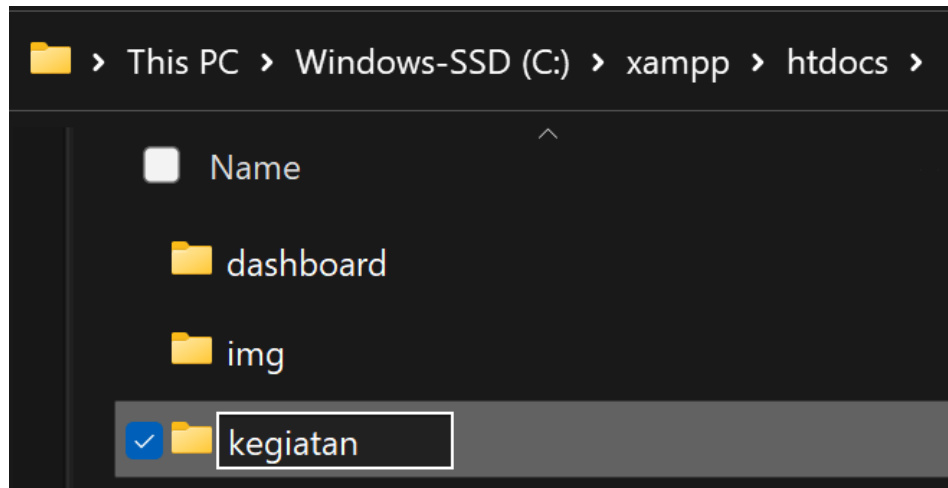 This PC > Windows-SSD (C:) > xampp > htdocs >
Name
dashboard
img
kegiatan